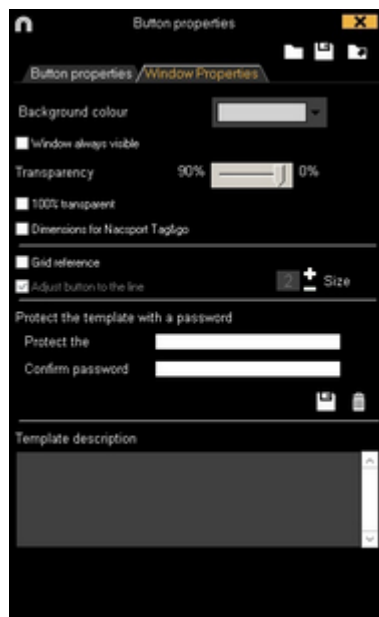 Button properties
X
Button properties
Window Properties
Background colour
Window always visible
Transparency 90% 0%
100% transparent
Dimensions for Nacsport Tag&go
Grid reference
Adjust button to the line
2 Size
Protect the template with a password
Protect the
Confirm password
Template description